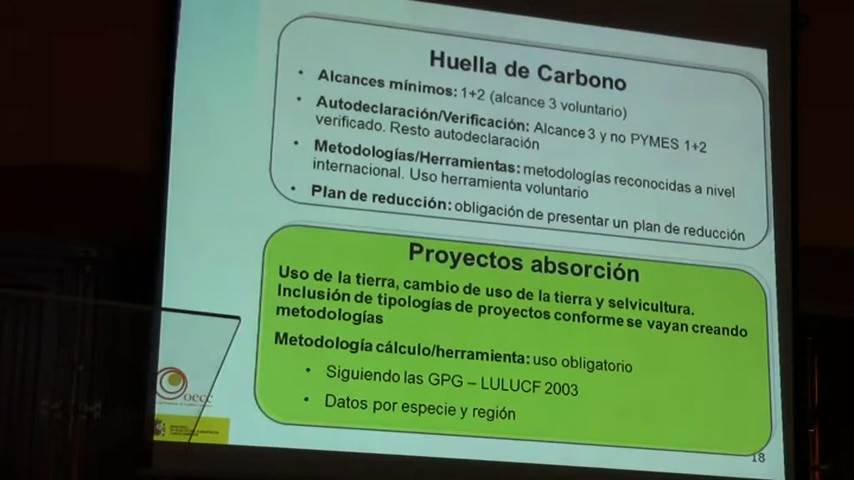 Huella de Carbono
• Alcances mínimos: 1+2 (alcance 3 voluntario)
• Autodeclaración/Verificación: Alcance 3 y no PYMES 1+2
verificado. Resto autodeclaración
• Metodologías/Herramientas: metodologías reconocidas a nivel
internacional. Uso herramienta voluntario
• Plan de reducción: obligación de presentar un plan de reducción
Proyectos absorción
Uso de la tierra, cambio de uso de la tierra y selvicultura.
Inclusión de tipologías de proyectos conforme se vayan creando
metodologías
Metodología cálculo/herramienta: uso obligatorio
• Siguiendo las GPG – LULUCF 2003
• Datos por especie y región
oecc
18